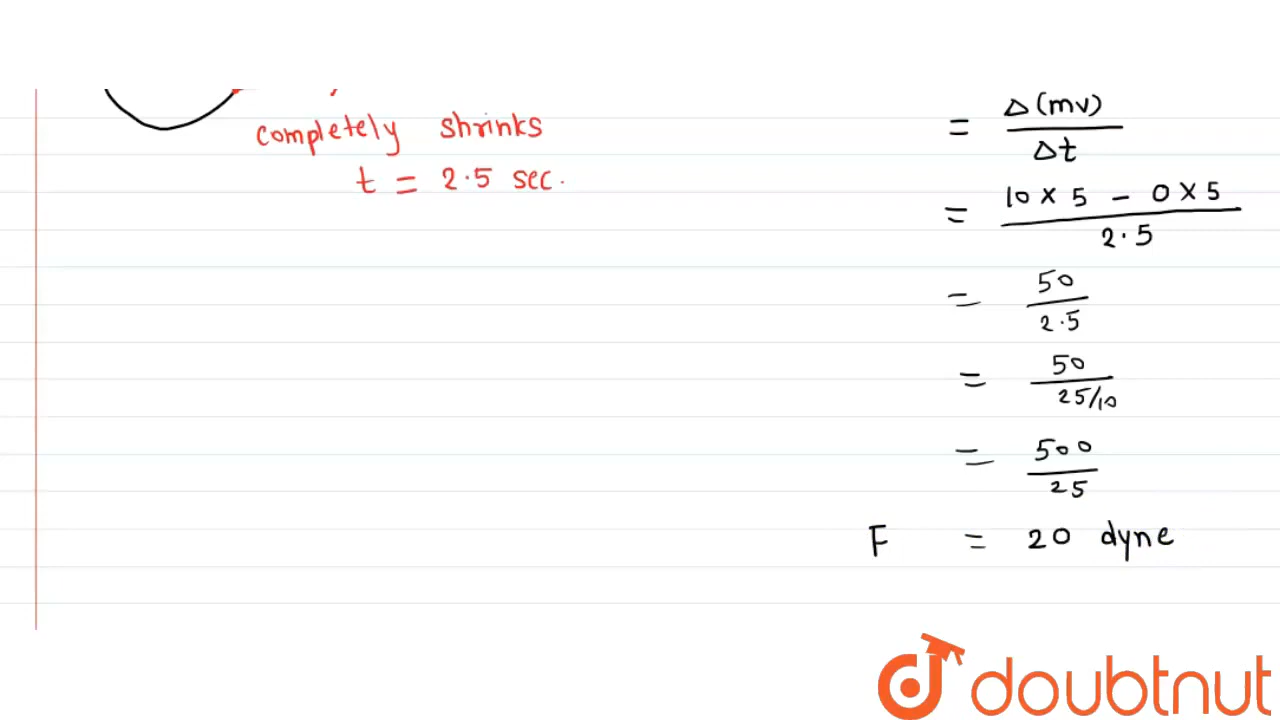 completely shrinks
t = 2.5 sec.
= Δ(mv)/Δt
= 10 × 5 - 0 × 5/2.5
= 50/2.5
= 50/25/10
= 500/25
F = 20 dyne
doubtnut